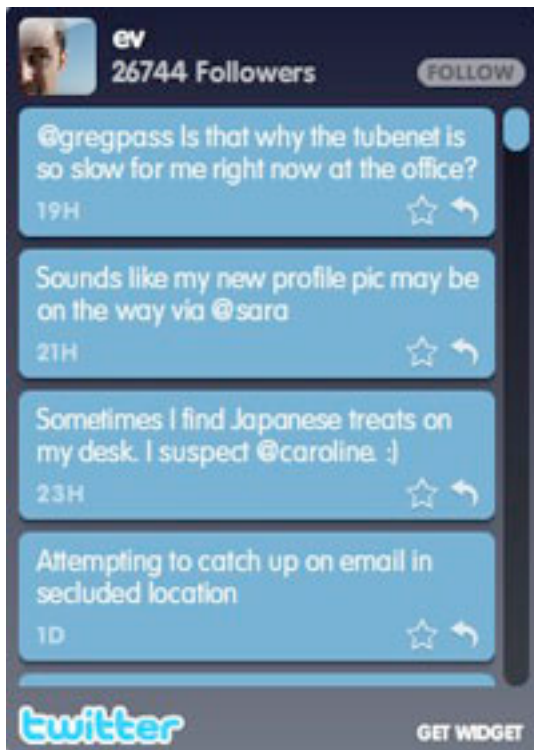 ev
26744 Followers
FOLLOW
@gregpass Is that why the tubenet is
so slow for me right now at the office?
19H
Sounds like my new profile pic may be
on the way via @sara
21H
Sometimes I find Japanese treats on
my desk. I suspect @caroline. :)
23H
Attempting to catch up on email in
secluded location
1D
twitter
GET WIDGET